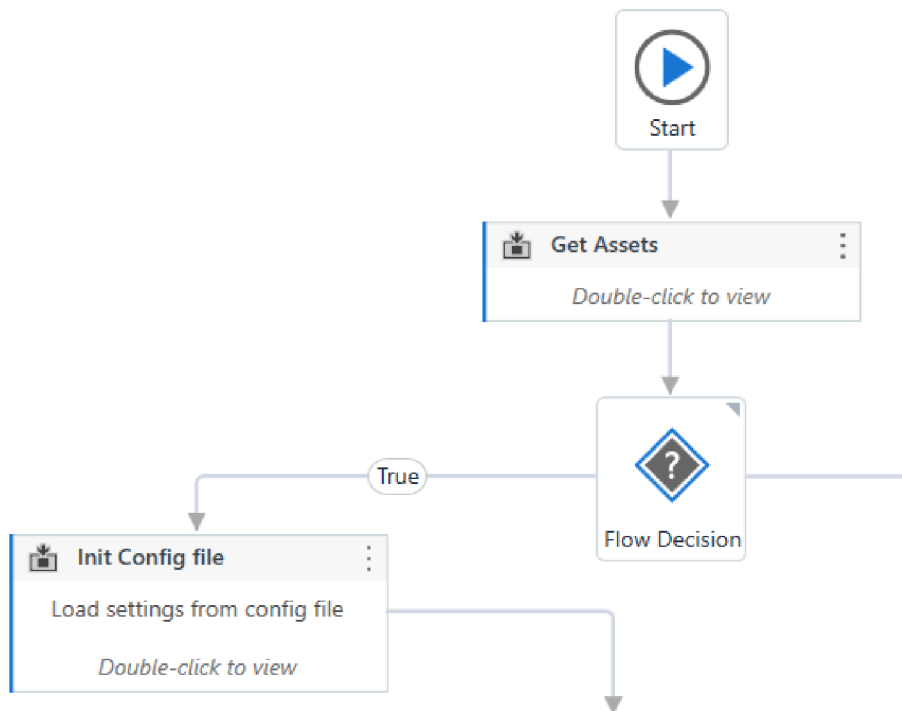 Start
Get Assets
Double-click to view
?
Flow Decision
True
Init Config file
Load settings from config file
Double-click to view